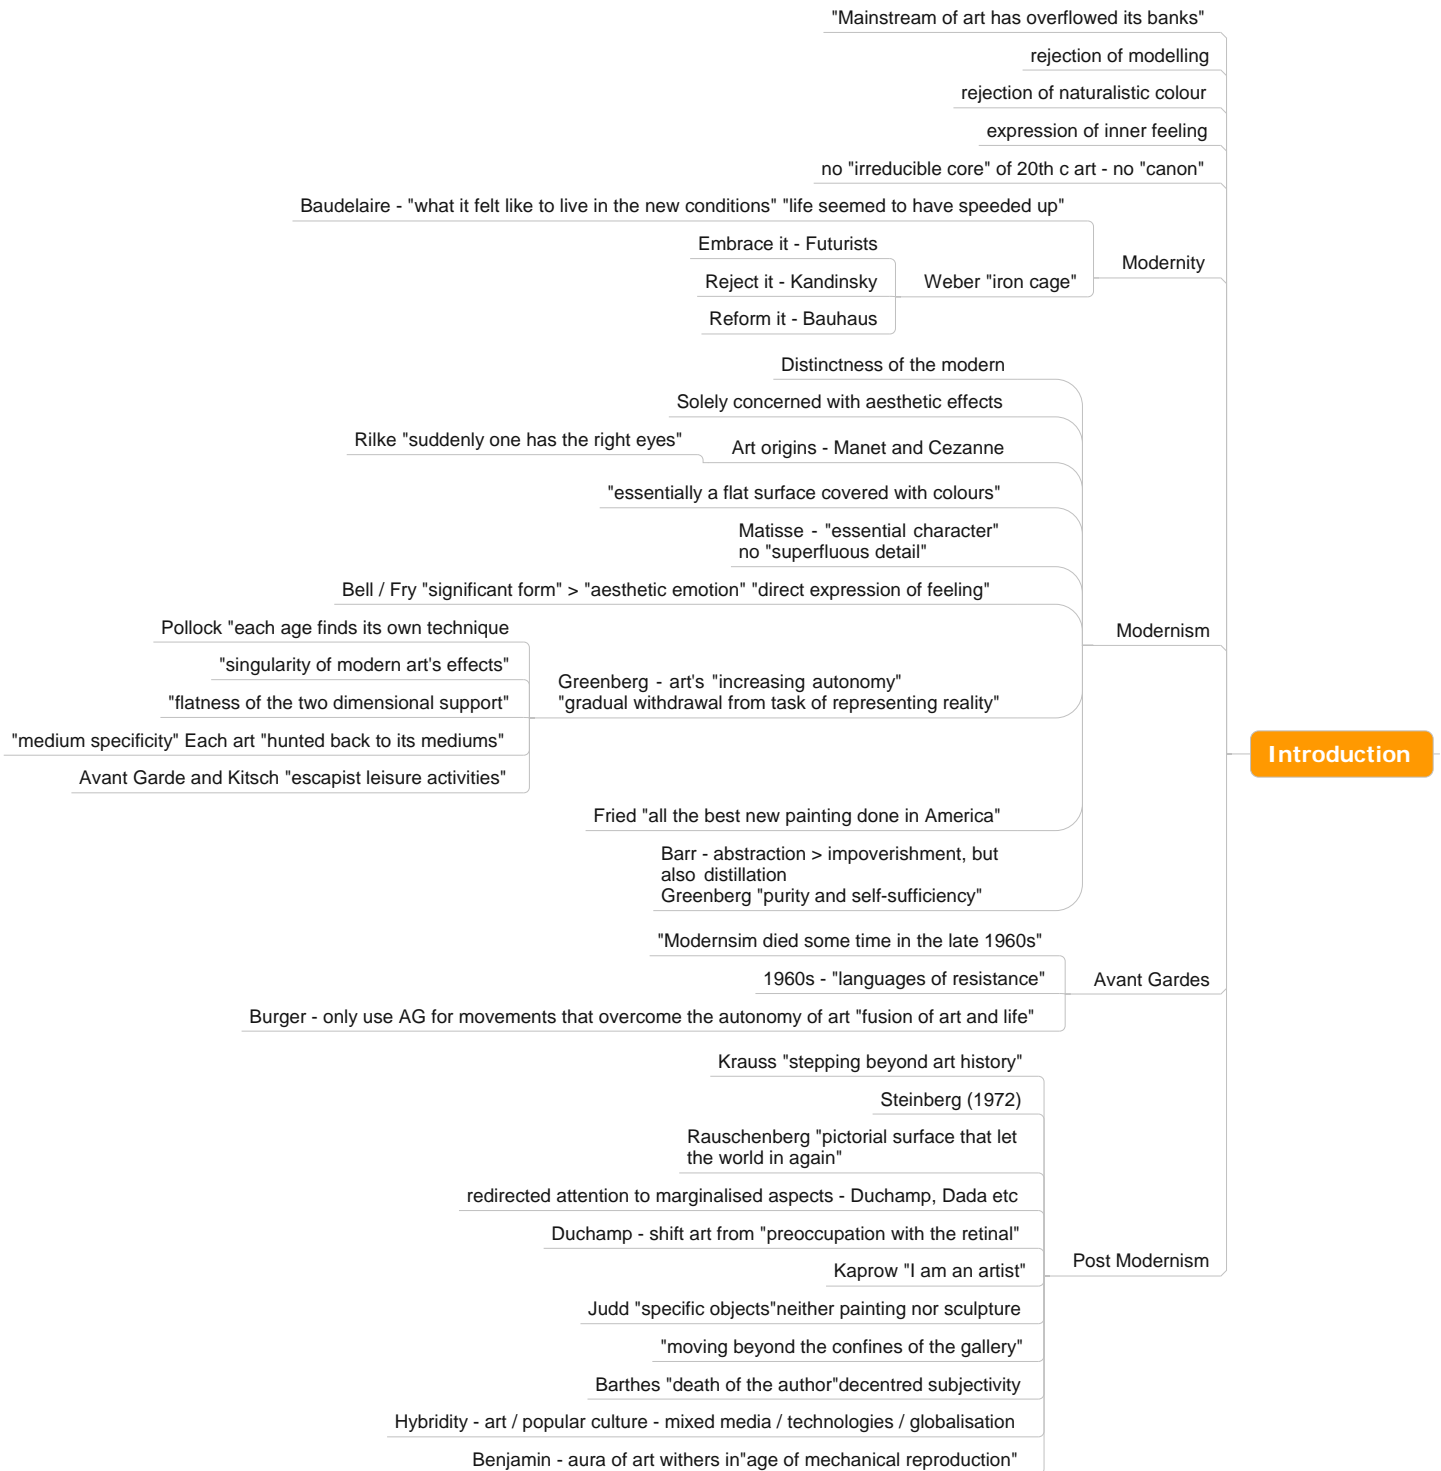 "Mainstream of art has overflowed its banks"
rejection of modelling
rejection of naturalistic colour
expression of inner feeling
no "irreducible core" of 20th c art - no "canon"
Baudelaire - "what it felt like to live in the new conditions" "life seemed to have speeded up"
Embrace it - Futurists
Reject it - Kandinsky
Reform it - Bauhaus
Weber "iron cage"
Modernity
Distinctness of the modern
Solely concerned with aesthetic effects
Rilke "suddenly one has the right eyes"
Art origins - Manet and Cezanne
"essentially a flat surface covered with colours"
Matisse - "essential character"
no "superfluous detail"
Bell / Fry "significant form" > "aesthetic emotion" "direct expression of feeling"
Pollock "each age finds its own technique
"singularity of modern art's effects"
"flatness of the two dimensional support"
"medium specificity" Each art "hunted back to its mediums"
Avant Garde and Kitsch "escapist leisure activities"
Greenberg - art's "increasing autonomy"
"gradual withdrawal from task of representing reality"
Fried "all the best new painting done in America"
Barr - abstraction > impoverishment, but
also distillation
Greenberg "purity and self-sufficiency"
Modernism
"Modernsim died some time in the late 1960s"
1960s - "languages of resistance"
Burger - only use AG for movements that overcome the autonomy of art "fusion of art and life"
Avant Gardes
Krauss "stepping beyond art history"
Steinberg (1972)
Rauschenberg "pictorial surface that let
the world in again"
redirected attention to marginalised aspects - Duchamp, Dada etc
Duchamp - shift art from "preoccupation with the retinal"
Kaprow "I am an artist"
Judd "specific objects"neither painting nor sculpture
"moving beyond the confines of the gallery"
Barthes "death of the author"decentred subjectivity
Hybridity - art / popular culture - mixed media / technologies / globalisation
Benjamin - aura of art withers in"age of mechanical reproduction"
Post Modernism
Introduction